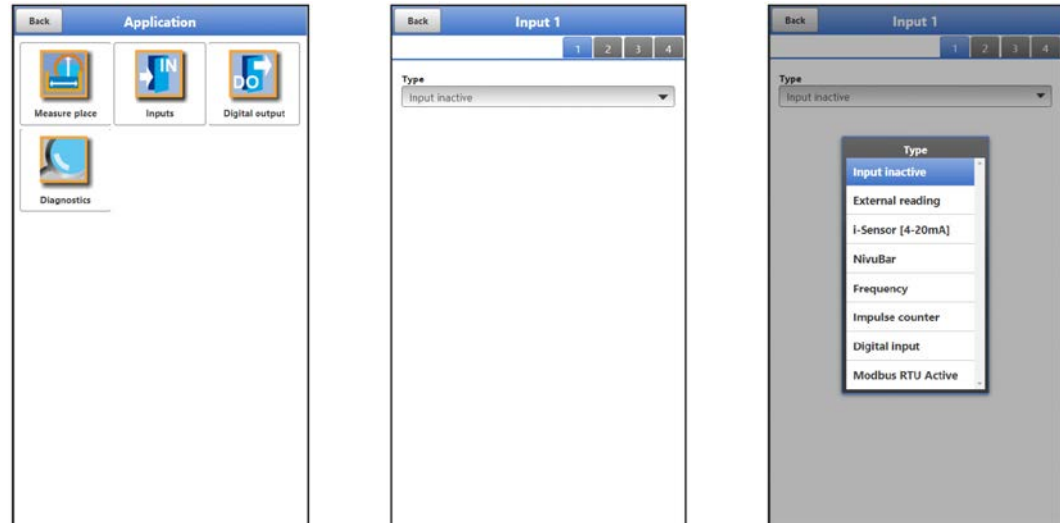 Back
Application
IN
DO
Measure place
Inputs
Digital output
Diagnostics
Back
Input 1
1 2 3 4
Type
Input inactive
Back
Input 1
1 2 3 4
Type
Input inactive
Type
Input inactive
External reading
i-Sensor [4-20mA]
NivuBar
Frequency
Impulse counter
Digital input
Modbus RTU Active